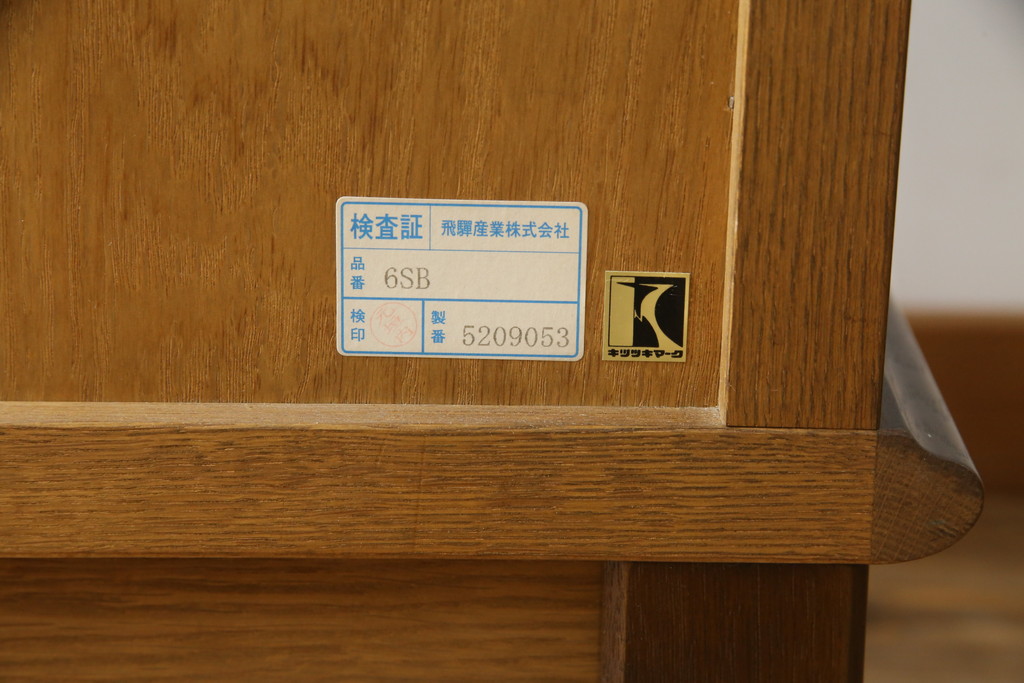 検査証 飛騨産業株式会社
品番 6SB
検印 製番 5209053
キツツキマーク